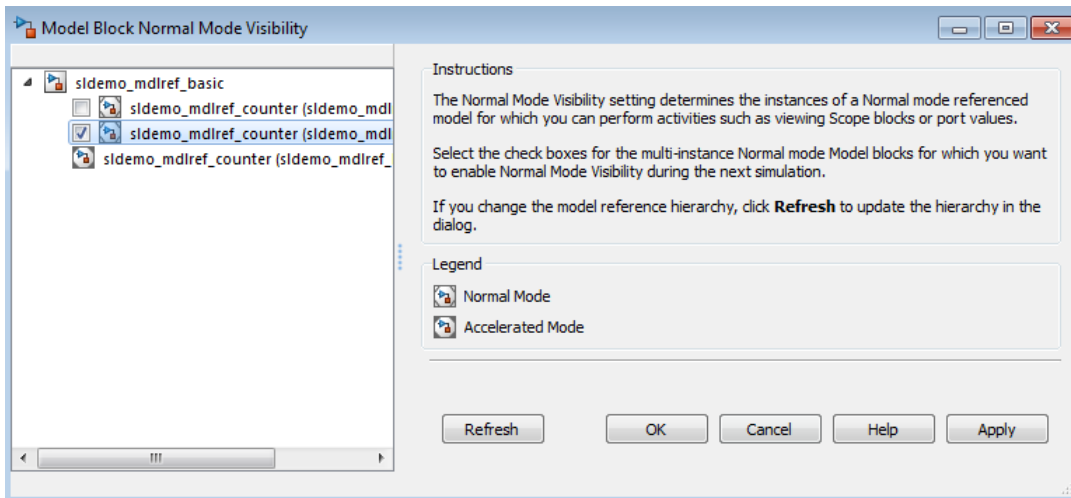 Model Block Normal Mode Visibility
sldemo_mdlref_basic
sldemo_mdlref_counter (sldemo_mdl
sldemo_mdlref_counter (sldemo_mdl
sldemo_mdlref_counter (sldemo_mdlref_
Instructions
The Normal Mode Visibility setting determines the instances of a Normal mode referenced
model for which you can perform activities such as viewing Scope blocks or port values.
Select the check boxes for the multi-instance Normal mode Model blocks for which you want
to enable Normal Mode Visibility during the next simulation.
If you change the model reference hierarchy, click Refresh to update the hierarchy in the
dialog.
Legend
Normal Mode
Accelerated Mode
Refresh OK Cancel Help Apply